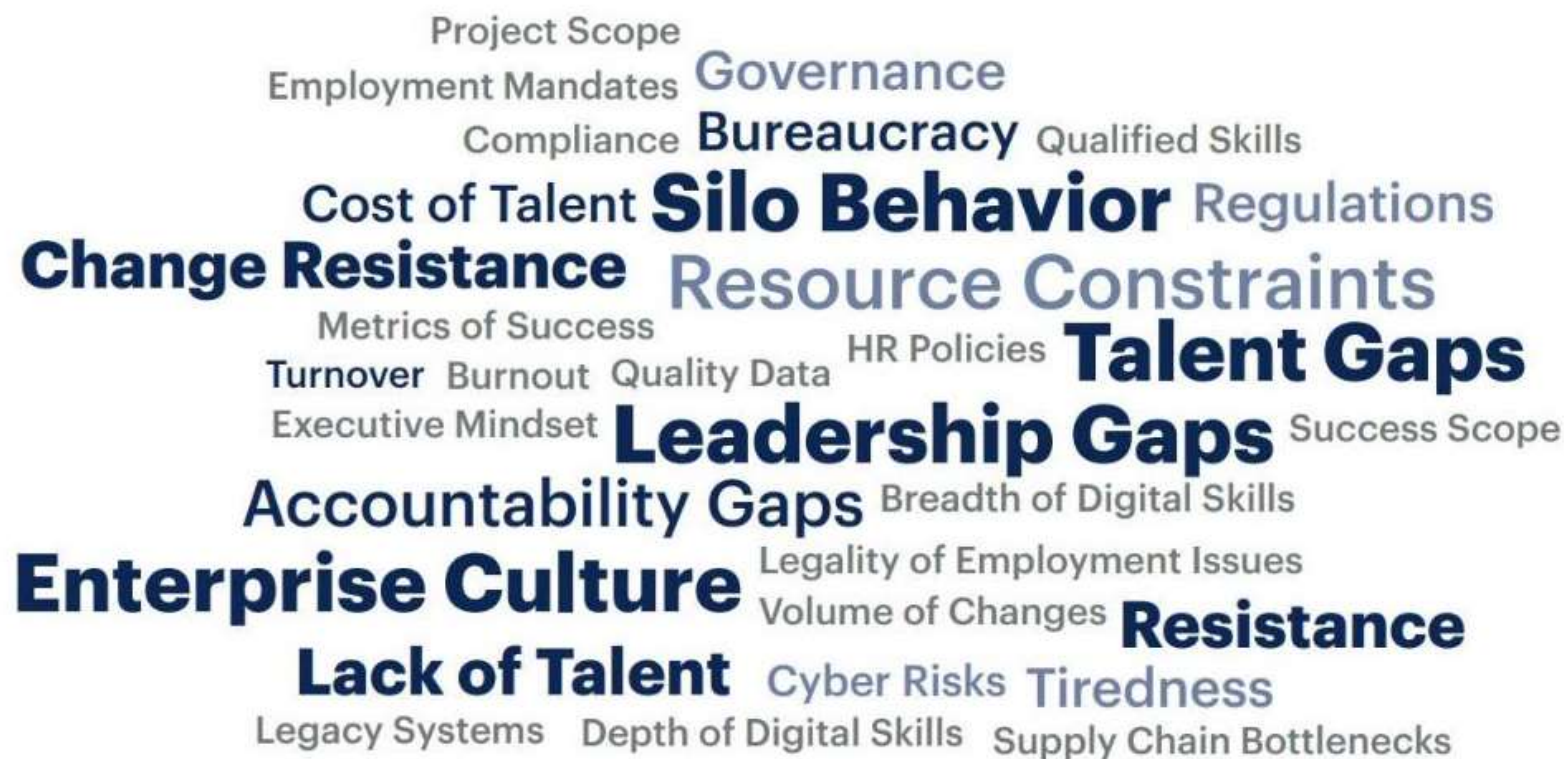 Project Scope
Employment Mandates Governance
Compliance Bureaucracy Qualified Skills
Cost of Talent Silo Behavior Regulations
Change Resistance Resource Constraints
Metrics of Success
HR Policies Talent Gaps
Turnover Burnout Quality Data
Executive Mindset Leadership Gaps Success Scope
Accountability Gaps Breadth of Digital Skills
Enterprise Culture Legality of Employment Issues
Volume of Changes Resistance
Lack of Talent Cyber Risks Tiredness
Legacy Systems Depth of Digital Skills Supply Chain Bottlenecks